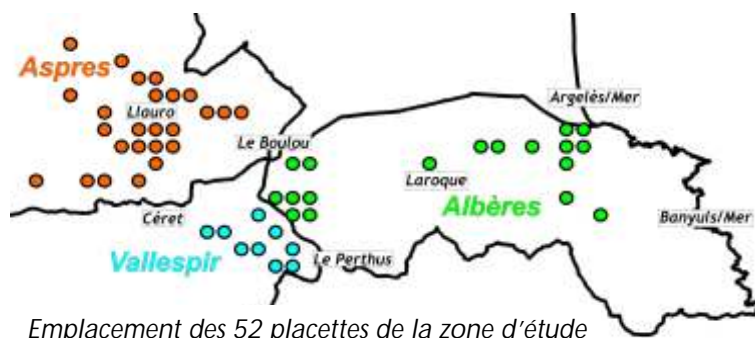 Aspres
Llauro
Argelès/Mer
Le Boulou
Laroque
Albères
Céret
Banyuls/Mer
Vallespir
Le Perthus
Emplacement des 52 placettes de la zone d'étude